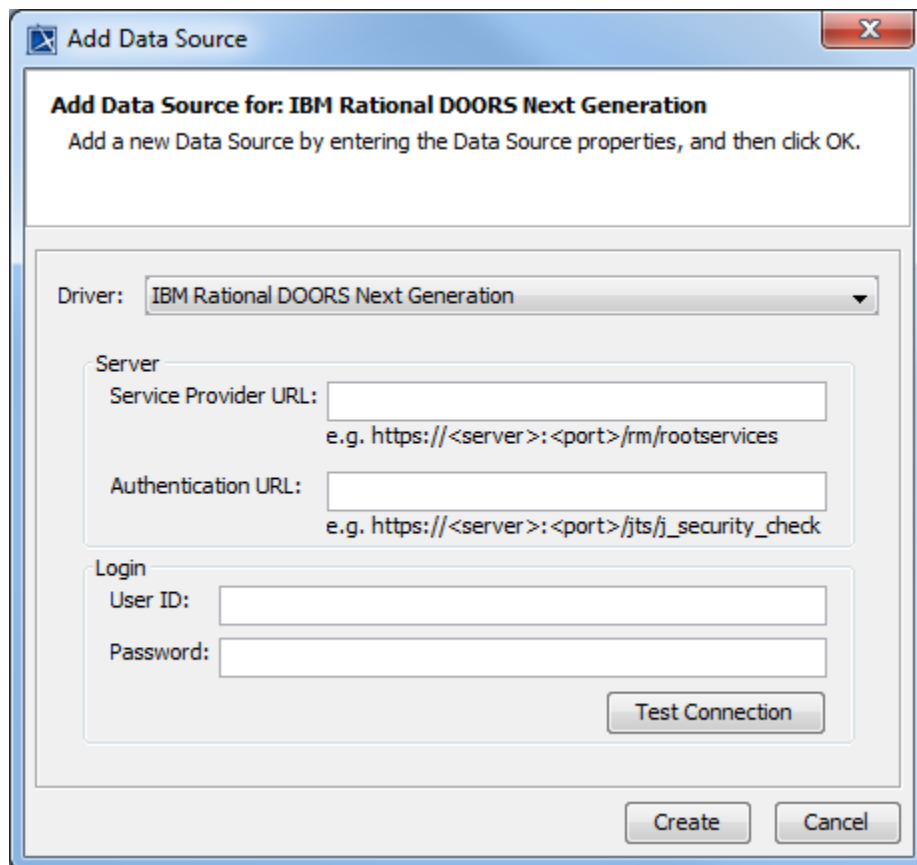 Add Data Source
Add Data Source for: IBM Rational DOORS Next Generation
Add a new Data Source by entering the Data Source properties, and then click OK.
Driver: IBM Rational DOORS Next Generation
Server
Service Provider URL:
e.g. https://<server>:<port>/rm/rootservices
Authentication URL:
e.g. https://<server>:<port>/jts/j_security_check
Login
User ID:
Password:
Test Connection
Create Cancel